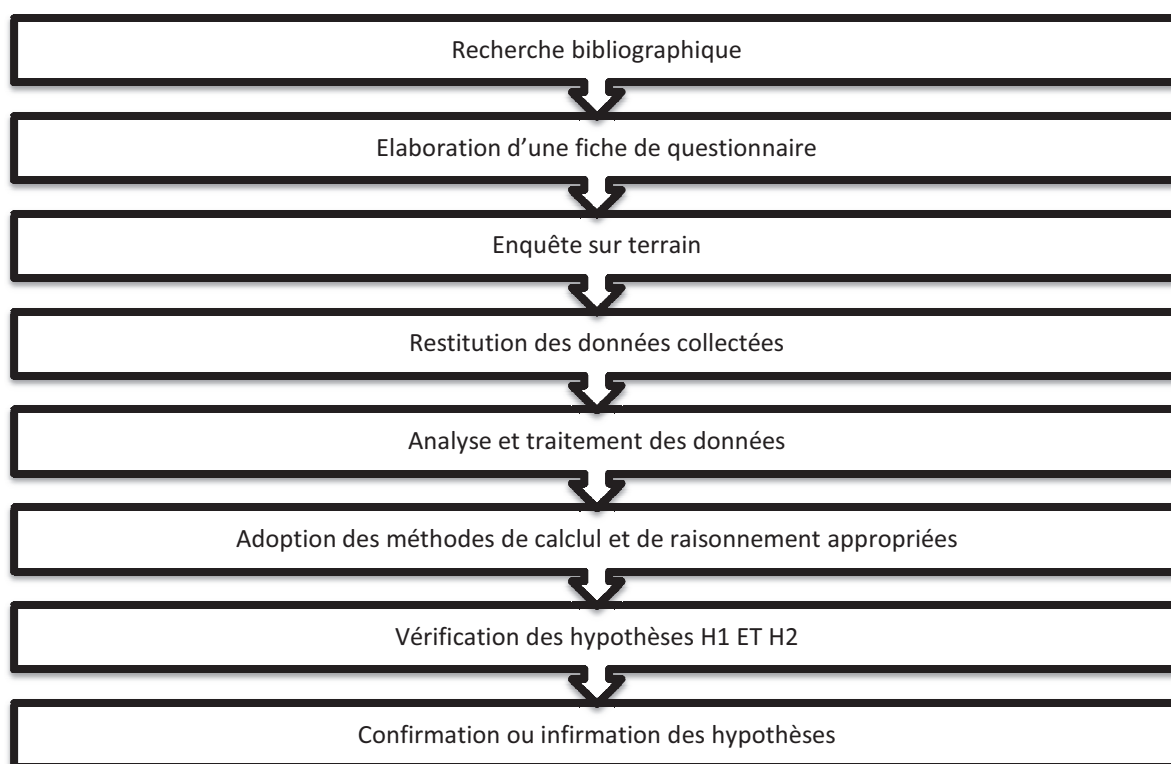 Recherche bibliographique
Elaboration d’une fiche de questionnaire
Enquête sur terrain
Restitution des données collectées
Analyse et traitement des données
Adoption des méthodes de calclul et de raisonnement appropriées
Vérification des hypothèses H1 ET H2
Confirmation ou infirmation des hypothèses